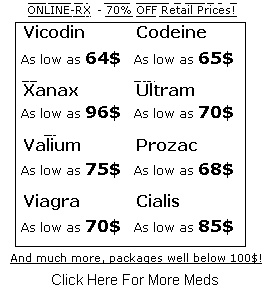 ONLINE-RX - 70% OFF Retail Prices!
Vicodin Codeine
As low as 64$ As low as 65$
Xanax Ultram
As low as 96$ As low as 70$
Valium Prozac
As low as 75$ As low as 68$
Viagra Cialis
As low as 70$ As low as 85$
And much more, packages well below 100$!
Click Here For More Meds